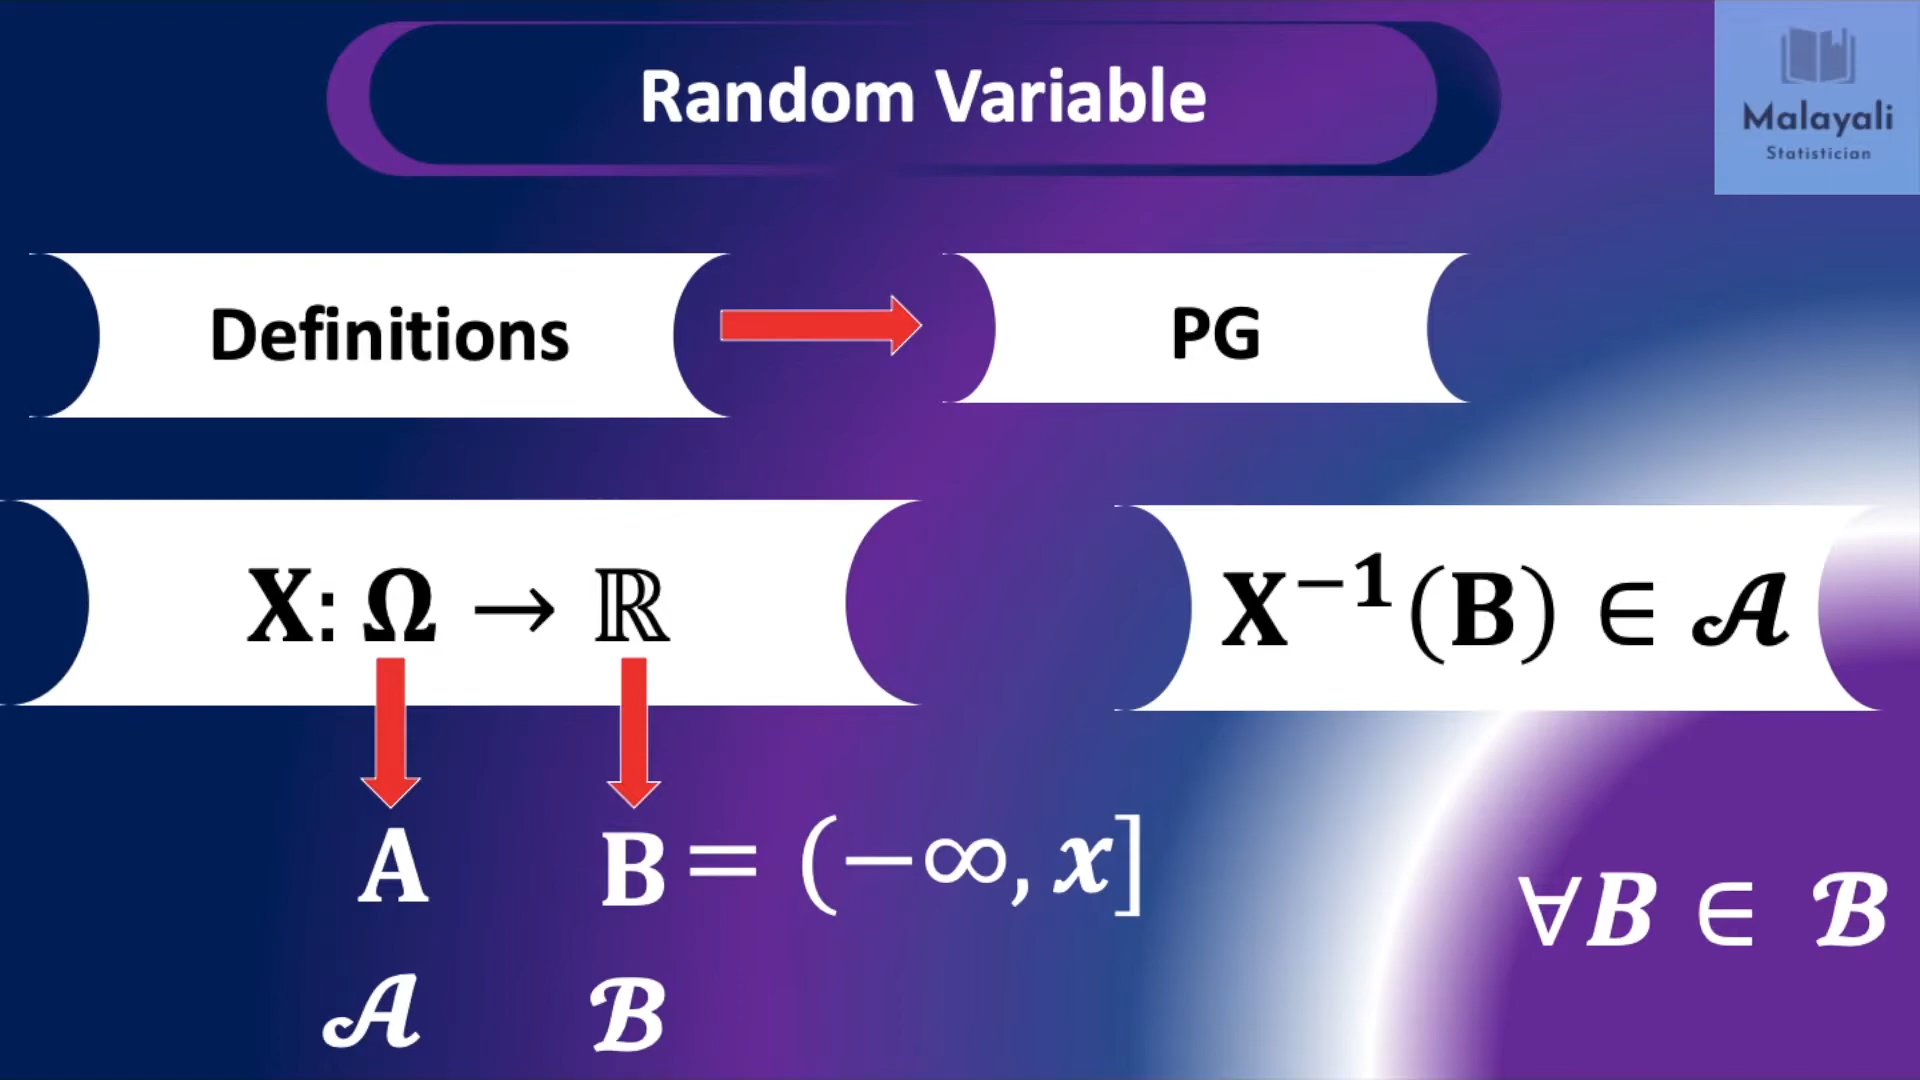 Random Variable
Malayali
Statistician
Definitions
PG
X: Ω → ℝ
X⁻¹(B) ∈ 𝓐
A
B = (−∞, x]
∀B ∈ 𝓑
𝓐
𝓑